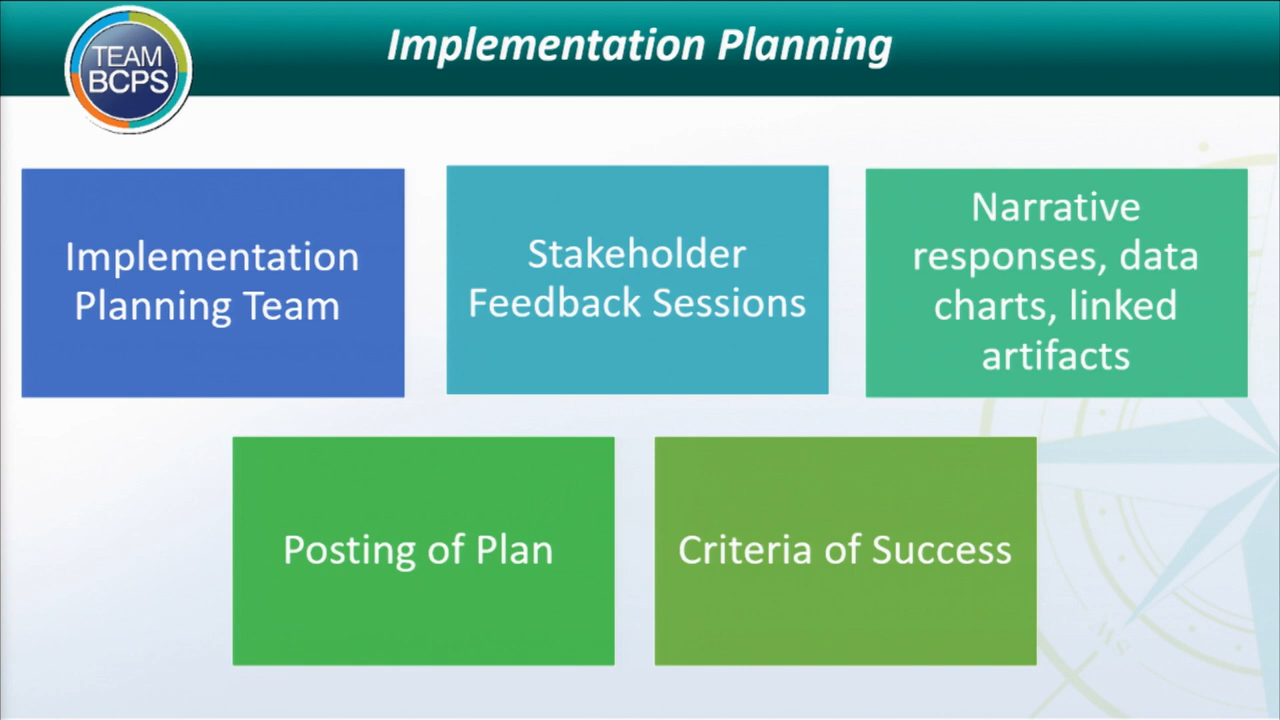 TEAM
BCPS
Implementation Planning
Implementation
Planning Team
Stakeholder
Feedback Sessions
Narrative
responses, data
charts, linked
artifacts
Posting of Plan
Criteria of Success